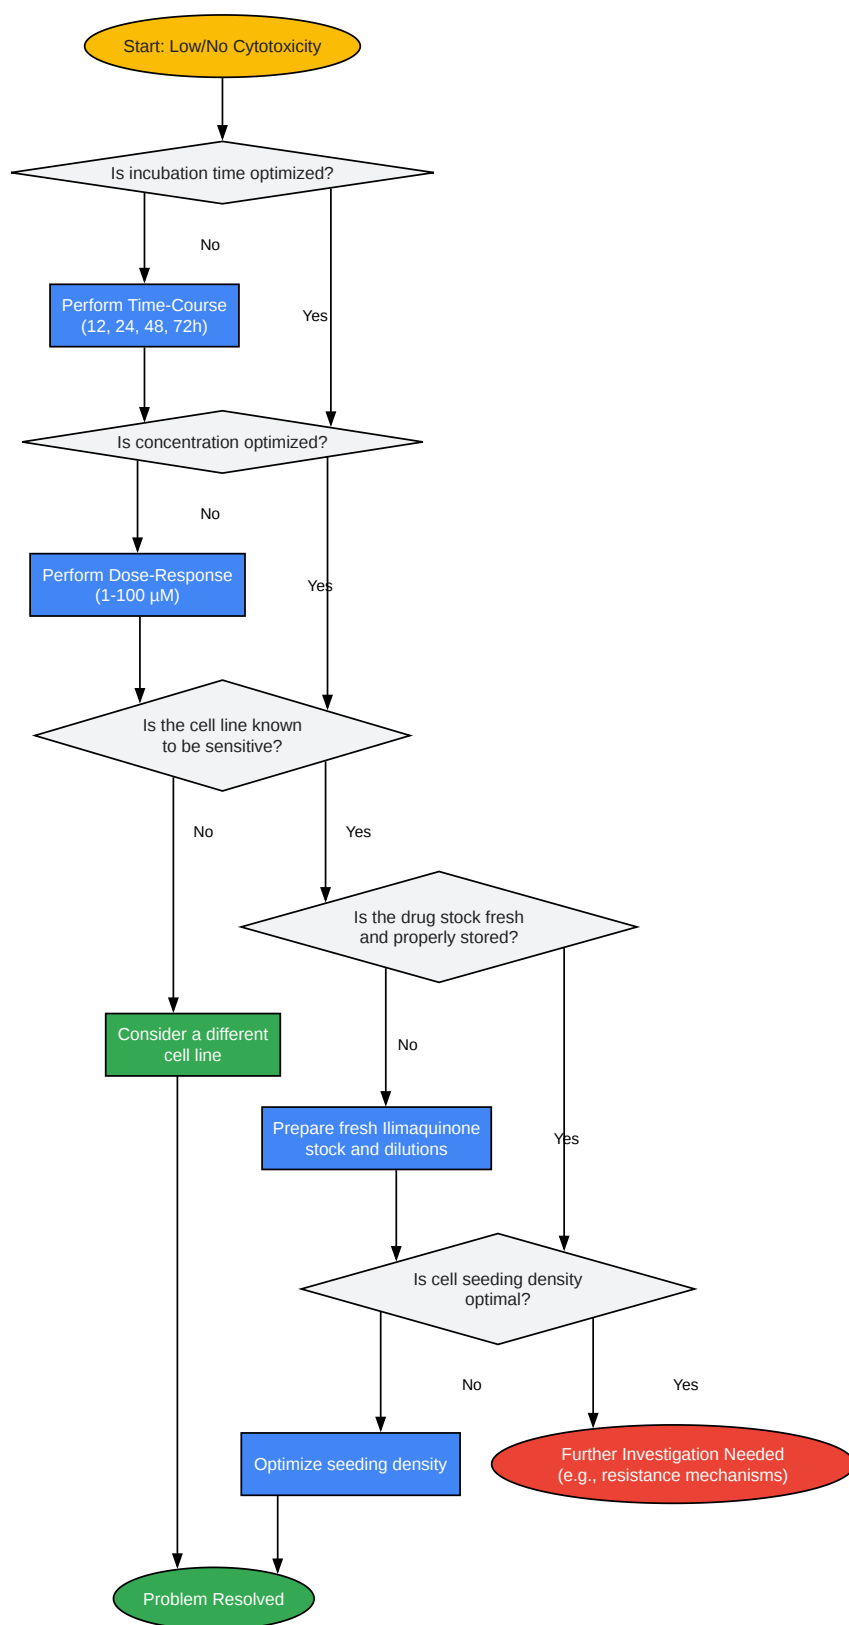 Start: Low/No Cytotoxicity
Is incubation time optimized?
No
Perform Time-Course
(12, 24, 48, 72h)
Yes
Is concentration optimized?
No
Perform Dose-Response
(1-100 µM)
Yes
Is the cell line known
to be sensitive?
No
Yes
Is the drug stock fresh
and properly stored?
Consider a different
cell line
No
Prepare fresh Ilimaquinone
stock and dilutions
Yes
Is cell seeding density
optimal?
No
Yes
Optimize seeding density
Further Investigation Needed
(e.g., resistance mechanisms)
Problem Resolved